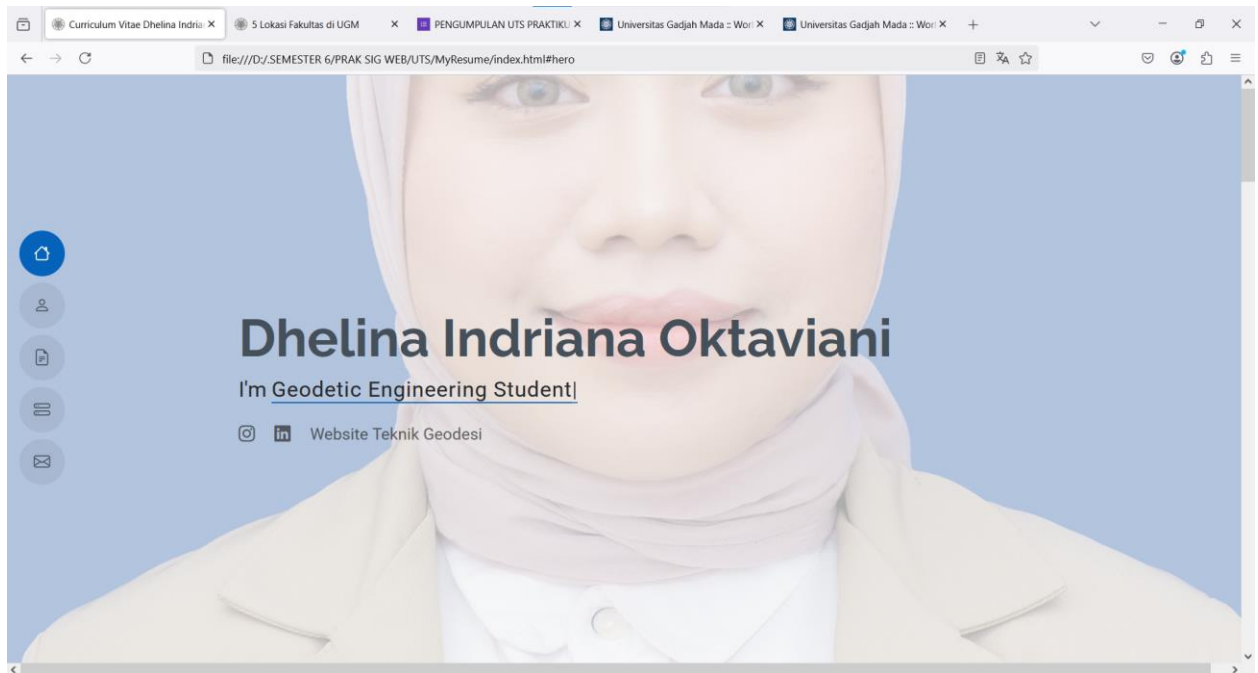 Curriculum Vitae Dhelina Indria
5 Lokasi Fakultas di UGM
PENGUMPULAN UTS PRAKTIKU
Universitas Gadjah Mada :: Wor
Universitas Gadjah Mada :: Wor
file:///D:/.SEMESTER 6/PRAK SIG WEB/UTS/MyResume/index.html#hero
Dhelina Indriana Oktaviani
I'm Geodetic Engineering Student|
Website Teknik Geodesi